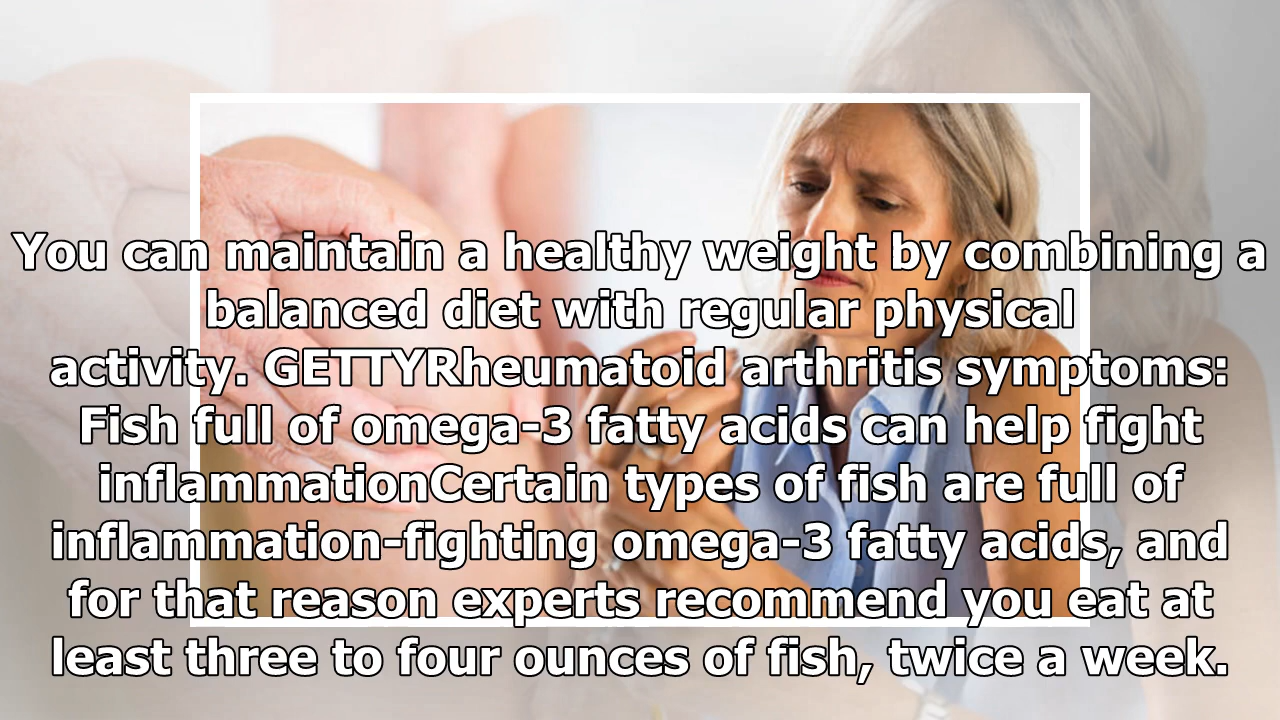 You can maintain a healthy weight by combining a
balanced diet with regular physical
activity. GETTYRheumatoid arthritis symptoms:
Fish full of omega-3 fatty acids can help fight
inflammationCertain types of fish are full of
inflammation-fighting omega-3 fatty acids, and
for that reason experts recommend you eat at
least three to four ounces of fish, twice a week.